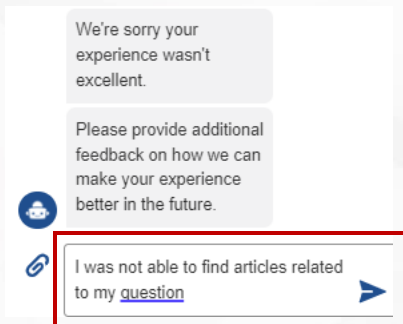 We're sorry your
experience wasn't
excellent.
Please provide additional
feedback on how we can
make your experience
better in the future.
I was not able to find articles related
to my question